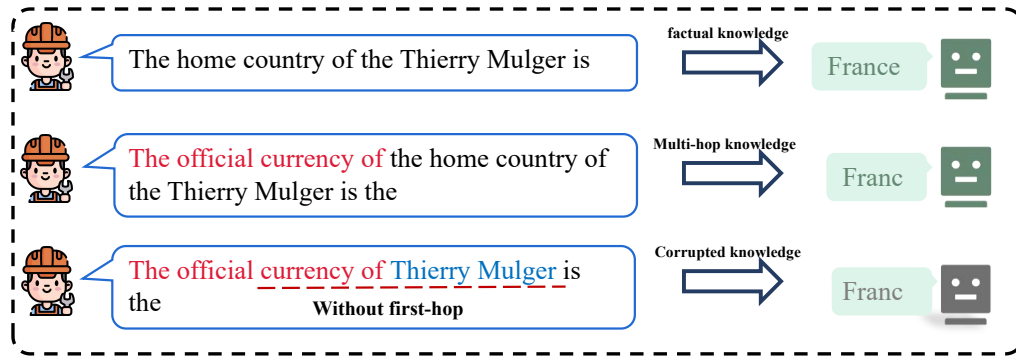 The home country of the Thierry Mulger is
factual knowledge
France
The official currency of the home country of
the Thierry Mulger is the
Multi-hop knowledge
Franc
The official currency of Thierry Mulger is
the
Without first-hop
Corrupted knowledge
Franc